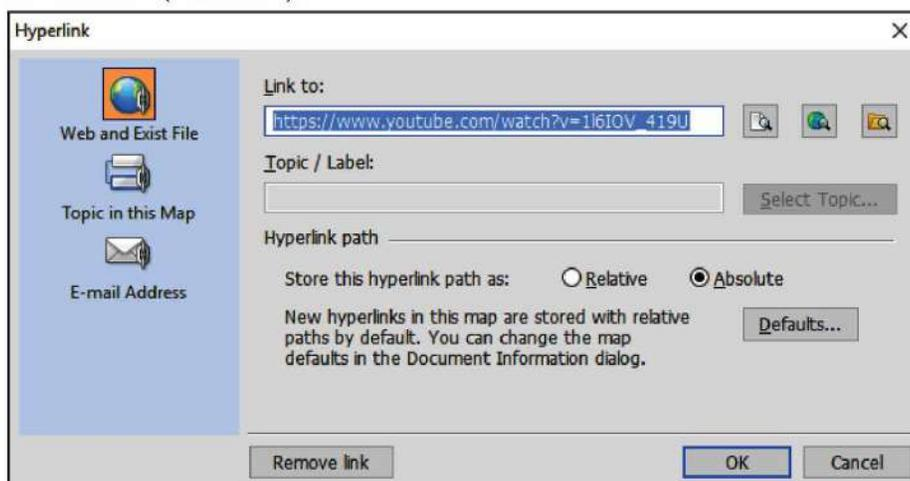 Hyperlink
Web and Exist File
Topic in this Map
E-mail Address
Link to:
https://www.youtube.com/watch?v=1l6IOV_419U
Topic / Label:
Select Topic...
Hyperlink path
Store this hyperlink path as:
Relative
Absolute
New hyperlinks in this map are stored with relative
paths by default. You can change the map
defaults in the Document Information dialog.
Defaults...
Remove link
OK
Cancel